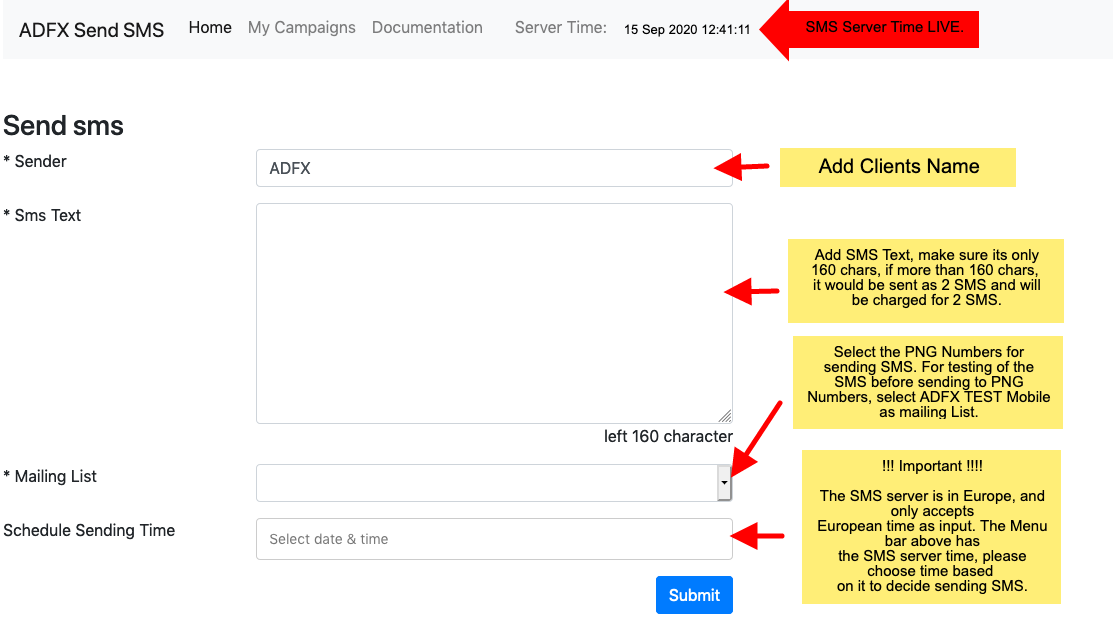 ADFX Send SMS Home My Campaigns Documentation Server Time: 15 Sep 2020 12:41:11 SMS Server Time LIVE.
Send sms
* Sender
ADFX
Add Clients Name
* Sms Text
Add SMS Text, make sure its only
160 chars, if more than 160 chars,
it would be sent as 2 SMS and will
be charged for 2 SMS.
left 160 character
Select the PNG Numbers for
sending SMS. For testing of the
SMS before sending to PNG
Numbers, select ADFX TEST Mobile
as mailing List.
* Mailing List
Schedule Sending Time
Select date & time
!!! Important !!!!
The SMS server is in Europe, and
only accepts
European time as input. The Menu
bar above has
the SMS server time, please
choose time based
on it to decide sending SMS.
Submit